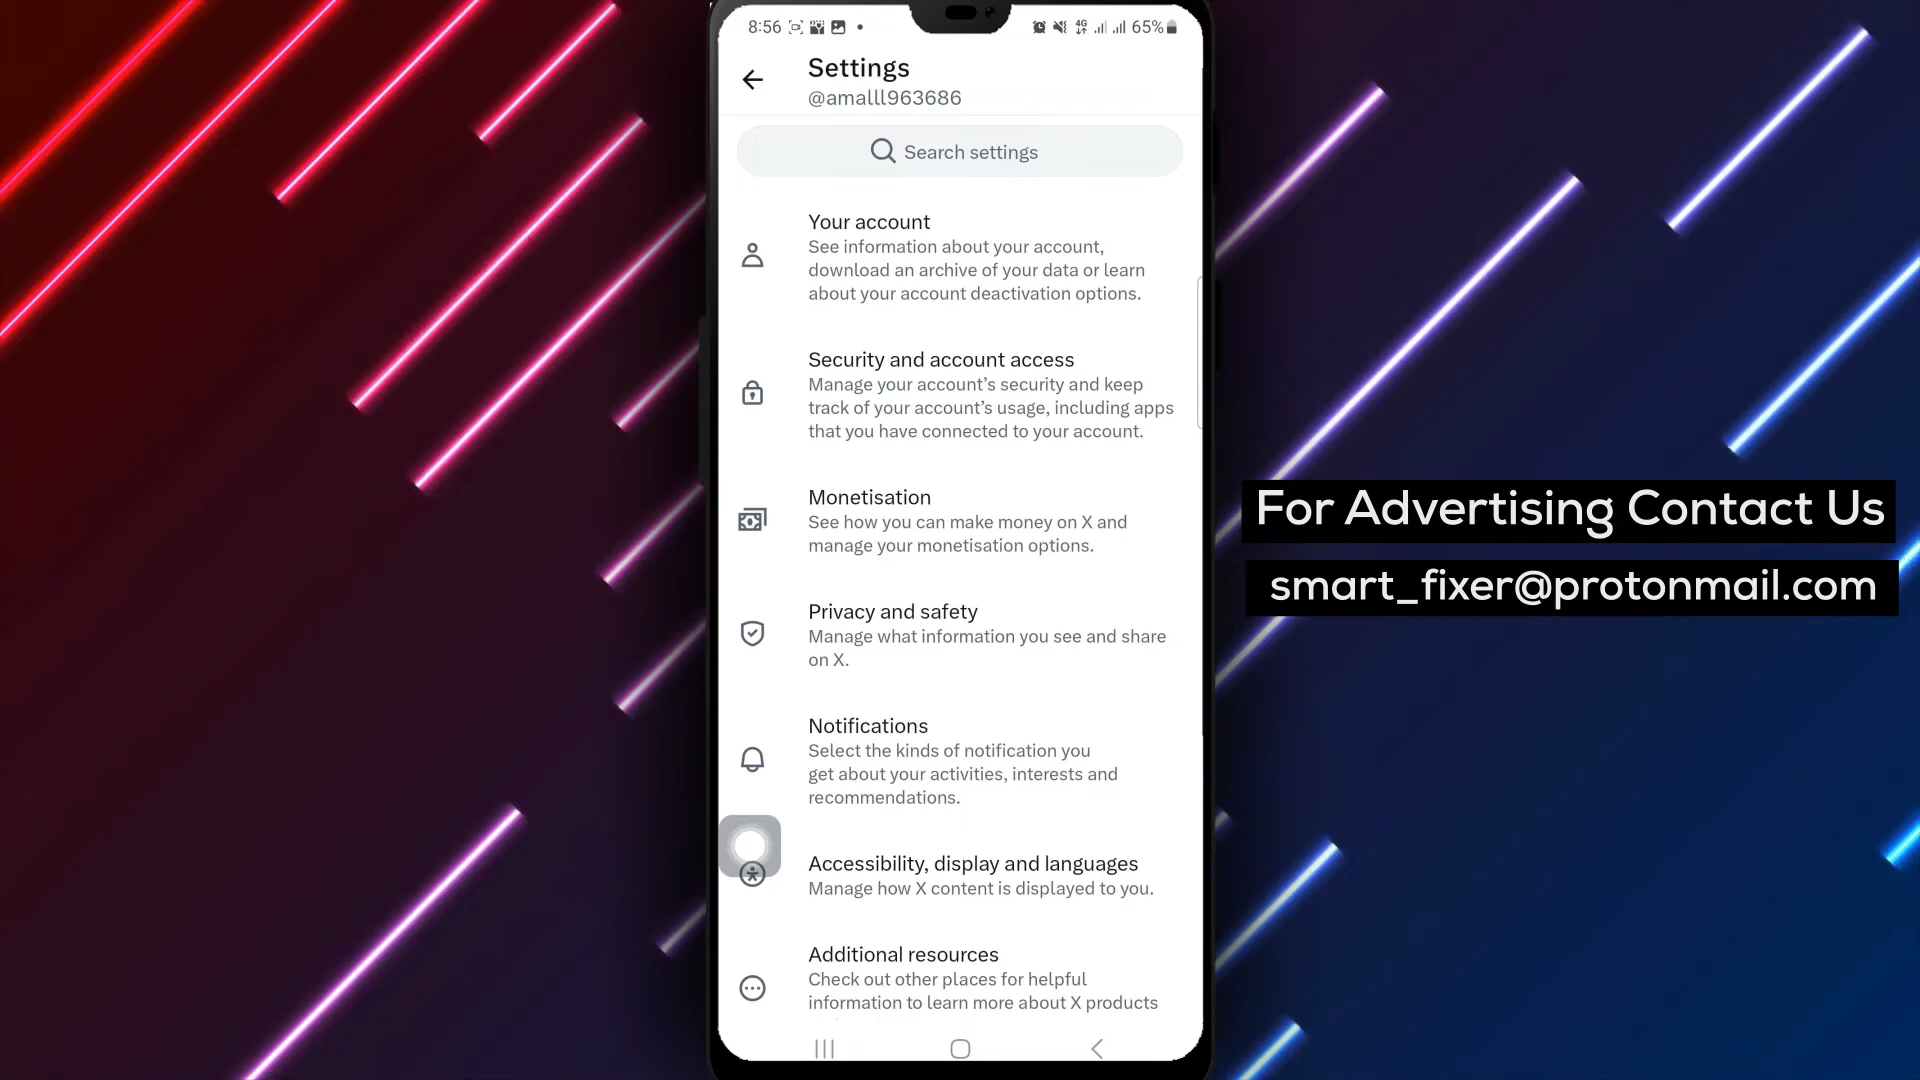 8:56
4G
65%
Settings
@amalll963686
Search settings
Your account
See information about your account,
download an archive of your data or learn
about your account deactivation options.
Security and account access
Manage your account’s security and keep
track of your account’s usage, including apps
that you have connected to your account.
Monetisation
See how you can make money on X and
manage your monetisation options.
Privacy and safety
Manage what information you see and share
on X.
Notifications
Select the kinds of notification you
get about your activities, interests and
recommendations.
Accessibility, display and languages
Manage how X content is displayed to you.
Additional resources
Check out other places for helpful
information to learn more about X products
For Advertising Contact Us
smart_fixer@protonmail.com